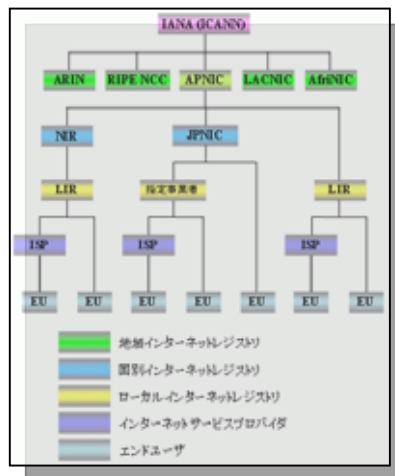 IANA (ICANN)
ARIN RIPE NCC APNIC LACNIC AfriNIC
NIR JPNIC
LIR 指定事業者 LIR
ISP ISP ISP
EU EU EU EU EU EU EU
地域インターネットレジストリ
国別インターネットレジストリ
ローカルインターネットレジストリ
インターネットサービスプロバイダ
エンドユーザ